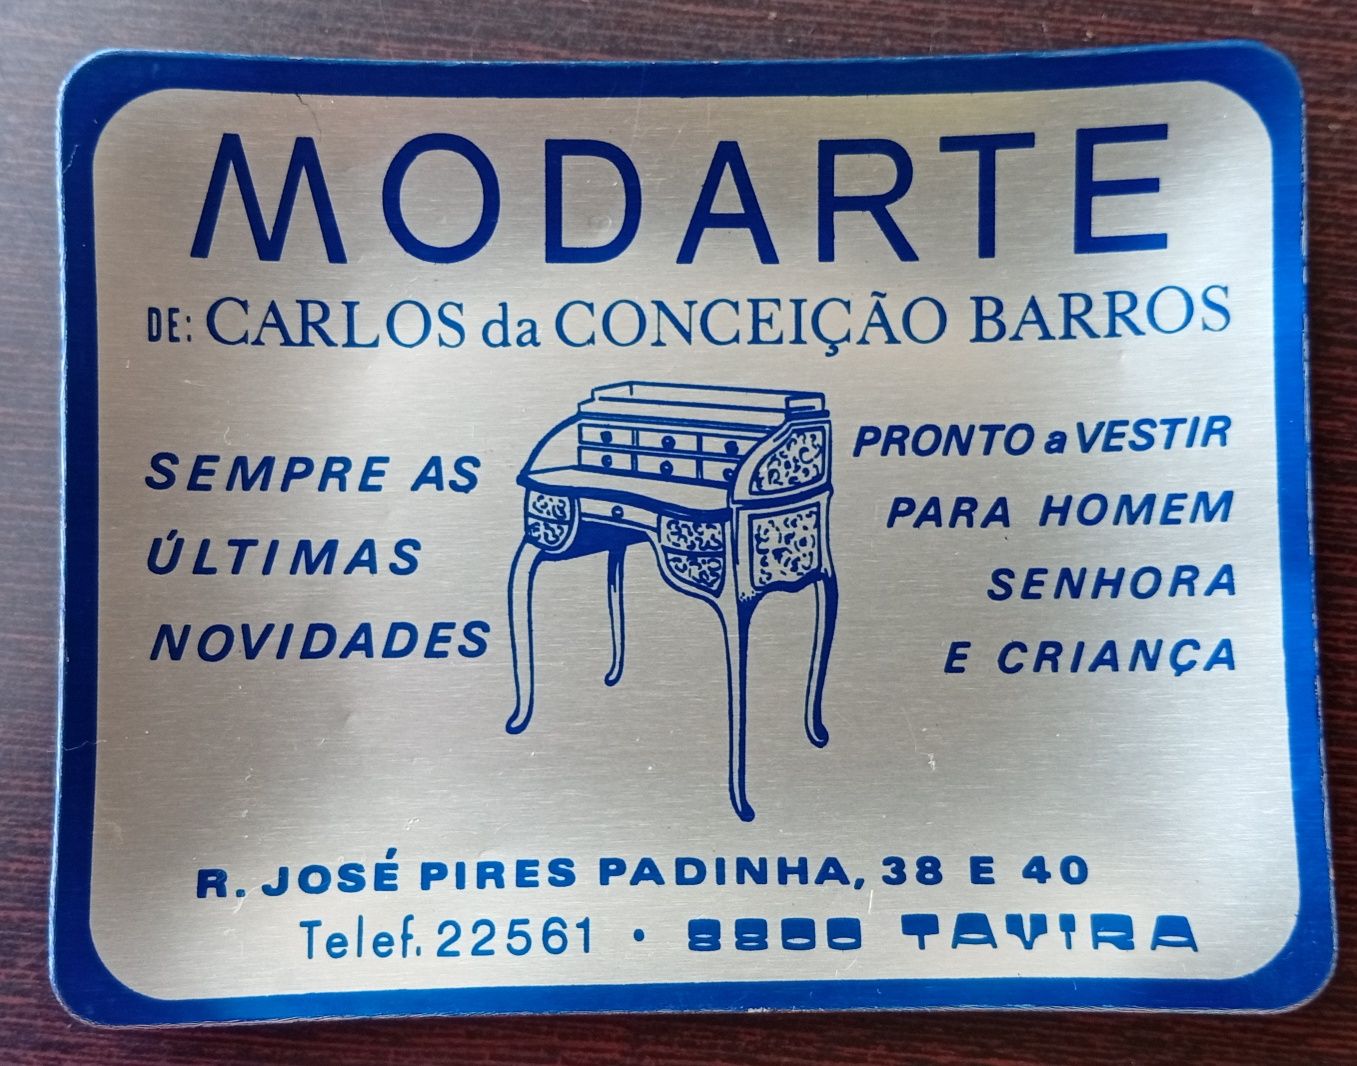 MODARTE
DE: CARLOS da CONCEIÇÃO BARROS
SEMPRE AS
ÚLTIMAS
NOVIDADES
PRONTO a VESTIR
PARA HOMEM
SENHORA
E CRIANÇA
R. JOSÉ PIRES PADINHA, 38 E 40
Telef. 22561 • 8800 TAVIRA